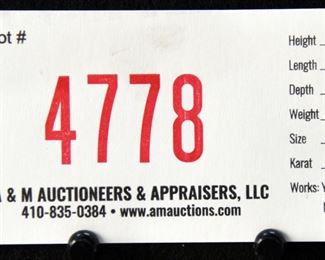 ot #
4778
A & M AUCTIONEERS & APPRAISERS, LLC
410-835-0384 • www.amauctions.com
Height
Length
Depth
Weight
Size
Karat
Works: Y